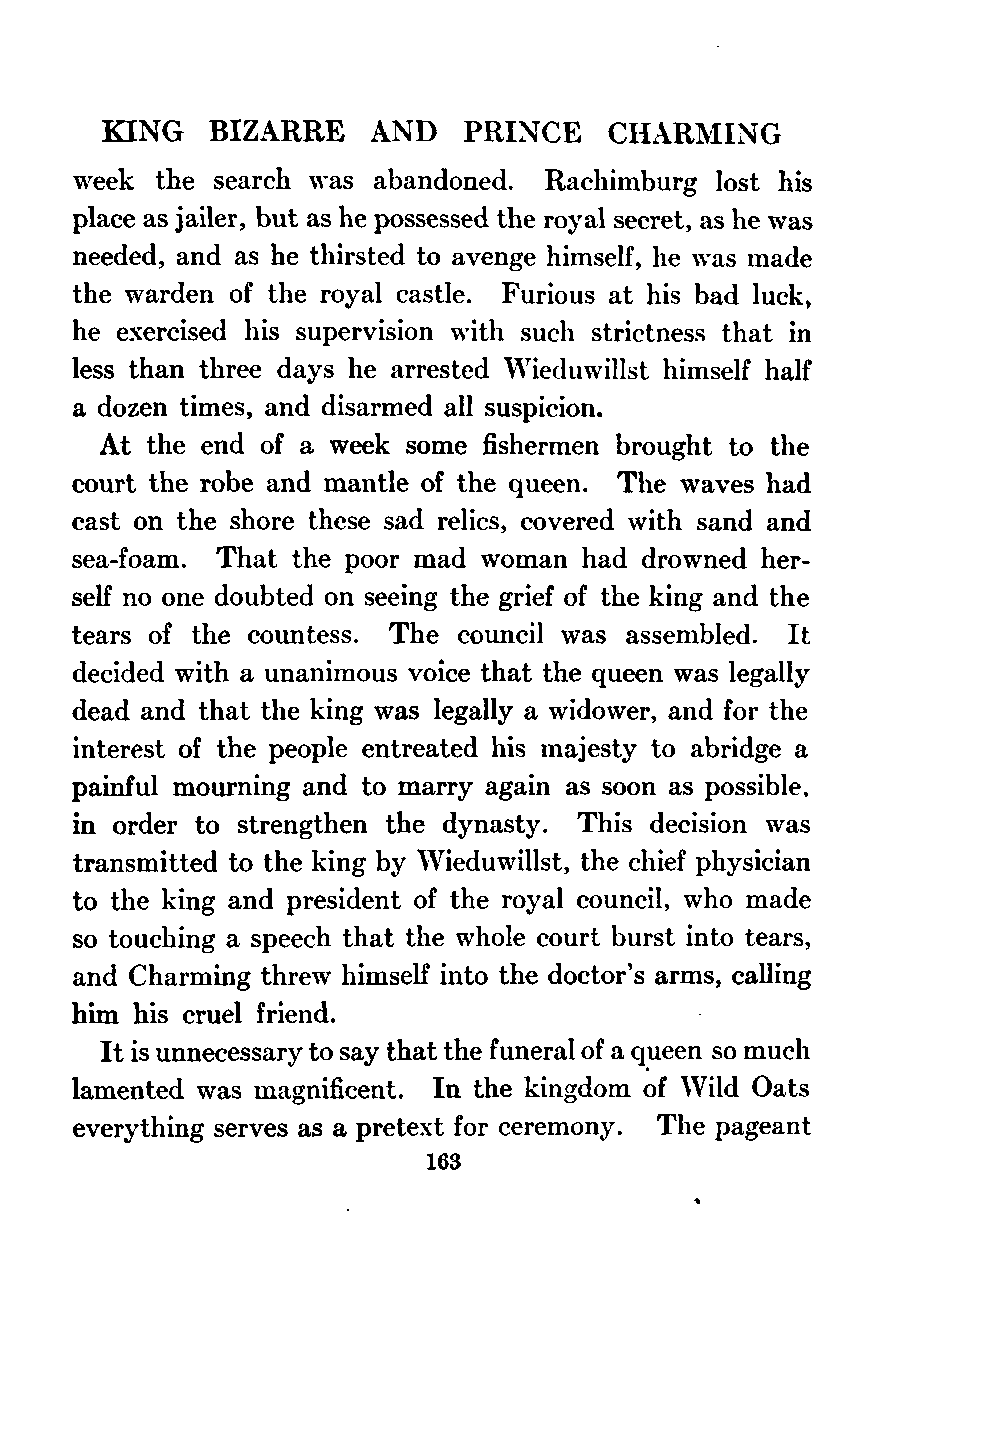 KING BIZARRE AND PRINCE CHARMING
week the search was abandoned. Rachimburg lost his
place as jailer, but as he possessed the royal secret, as he was
needed, and as he thirsted to avenge himself, he was made
the warden of the royal castle. Furious at his bad luck,
he exercised his supervision with such strictness that in
less than three days he arrested Wieduwillst himself half
a dozen times, and disarmed all suspicion.
At the end of a week some fishermen brought to the
court the robe and mantle of the queen. The waves had
cast on the shore these sad relics, covered with sand and
sea-foam. That the poor mad woman had drowned her-
self no one doubted on seeing the grief of the king and the
tears of the countess. The council was assembled. It
decided with a unanimous voice that the queen was legally
dead and that the king was legally a widower, and for the
interest of the people entreated his majesty to abridge a
painful mourning and to marry again as soon as possible,
in order to strengthen the dynasty. This decision was
transmitted to the king by Wieduwillst, the chief physician
to the king and president of the royal council, who made
so touching a speech that the whole court burst into tears,
and Charming threw himself into the doctor's arms, calling
him his cruel friend.
It is unnecessary to say that the funeral of a queen so much
lamented was magnificent. In the kingdom of Wild Oats
everything serves as a pretext for ceremony. The pageant
163